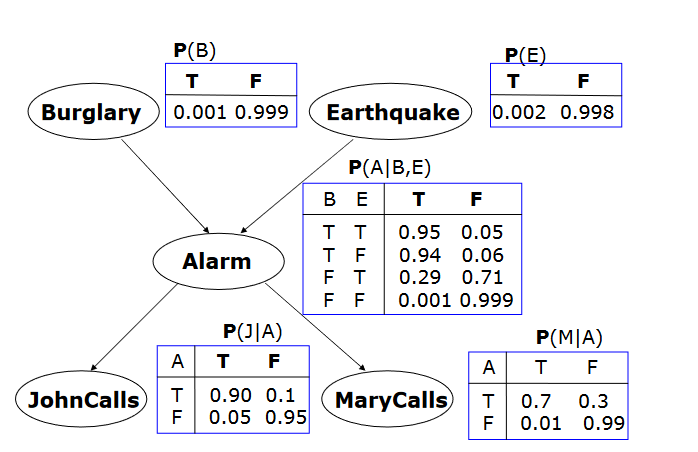 P(B)
T F
0.001 0.999
P(E)
T F
0.002 0.998
Burglary
Earthquake
P(A|B,E)
B E T F
T T 0.95 0.05
T F 0.94 0.06
F T 0.29 0.71
F F 0.001 0.999
Alarm
P(J|A)
A T F
T 0.90 0.1
F 0.05 0.95
P(M|A)
A T F
T 0.7 0.3
F 0.01 0.99
JohnCalls
MaryCalls